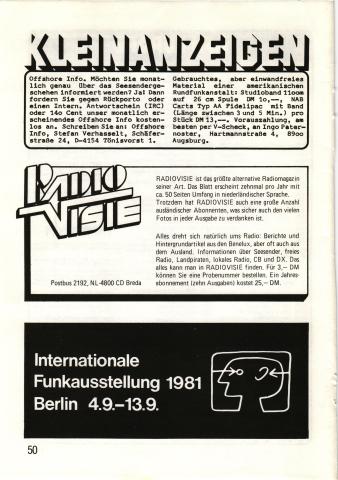 KLEINANZEIGEN
Offshore Info. Möchten Sie monat-
lich genau über das Seesendergе-
schehen informiert werden? Ja! Dann
fordern Sie gegen Rückporto oder
einen Intern. Antwortschein (IRC)
oder 140 Cent unser monatlich er-
scheinendes Offshore Info kosten-
los an. Schreiben Sie an: Offshore
Info, Stefan Verhasselt, Schäfer-
straße 24, D-4154 Tönisvorst 1.
Gebrauchtes, aber einwandfreies
Material einer amerikanischen
Rundfunkanstalt: Studioband 1100m
auf 26 cm Spule DM 10,--, NAB
Carts Typ AA Fidelipac mit Band
(Länge zwischen 3 und 5 Min.) pro
Stück DM 13,--. Vorauszahlung, am
besten per V-Scheck, an Ingo Pater-
noster, Hartmannstraße 4, 8900
Augsburg.
RADIO
VISIE
Postbus 2192, NL-4800 CD Breda
RADIOVISIE ist das größte alternative Radiomagazin
seiner Art. Das Blatt erscheint zehnmal pro Jahr mit
ca. 50 Seiten Umfang in niederländischer Sprache.
Trotzdem hat RADIOVISIE auch eine große Anzahl
ausländischer Abonnenten, was sicher auch den vielen
Fotos in jeder Ausgabe zu verdanken ist.
Alles dreht sich natürlich ums Radio: Berichte und
Hintergrundartikel aus den Benelux, aber oft auch aus
dem Ausland. Informationen über Seesender, freies
Radio, Landpiraten, lokales Radio, CB und DX. Das
alles kann man in RADIOVISIE finden. Für 3,– DM
können Sie eine Probenummer bestellen. Ein Jahres-
abonnement (zehn Ausgaben) kostet 25,– DM.
Internationale
Funkausstellung 1981
Berlin 4.9.–13.9.
50